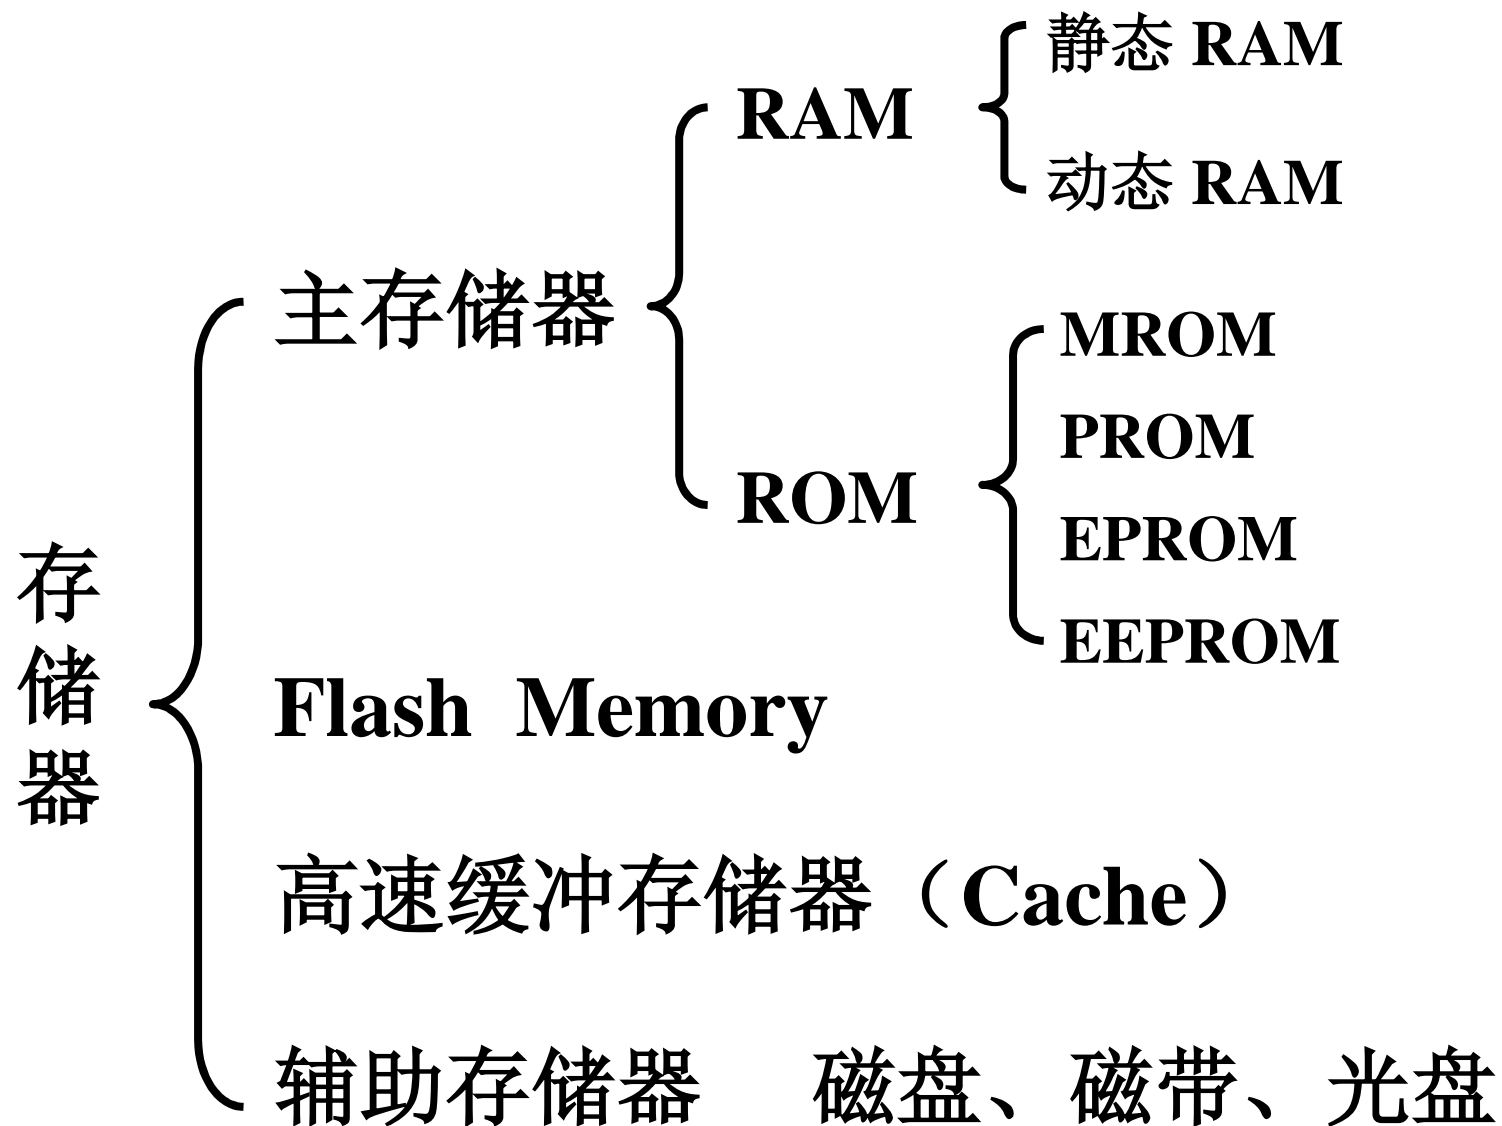 静态 RAM
RAM
动态 RAM
主存储器
MROM
PROM
ROM
EPROM
EEPROM
存储器
Flash Memory
高速缓冲存储器（Cache）
辅助存储器 磁盘、磁带、光盘